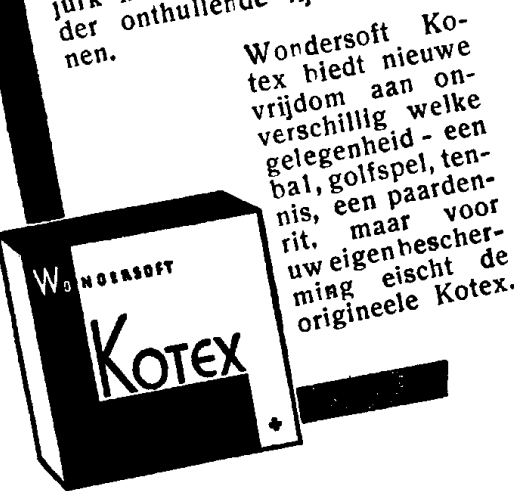 jurk
der onthullende
nen.
Wondersoft Ko-
tex biedt nieuwe
vrijdom aan on-
verschillig welke
gelegenheid - een
bal, golfspel, ten-
nis, een paarden-
rit, maar voor
uw eigen bescher-
ming eischt de
origineele Kotex.
WONDERSOFT
KOTEX